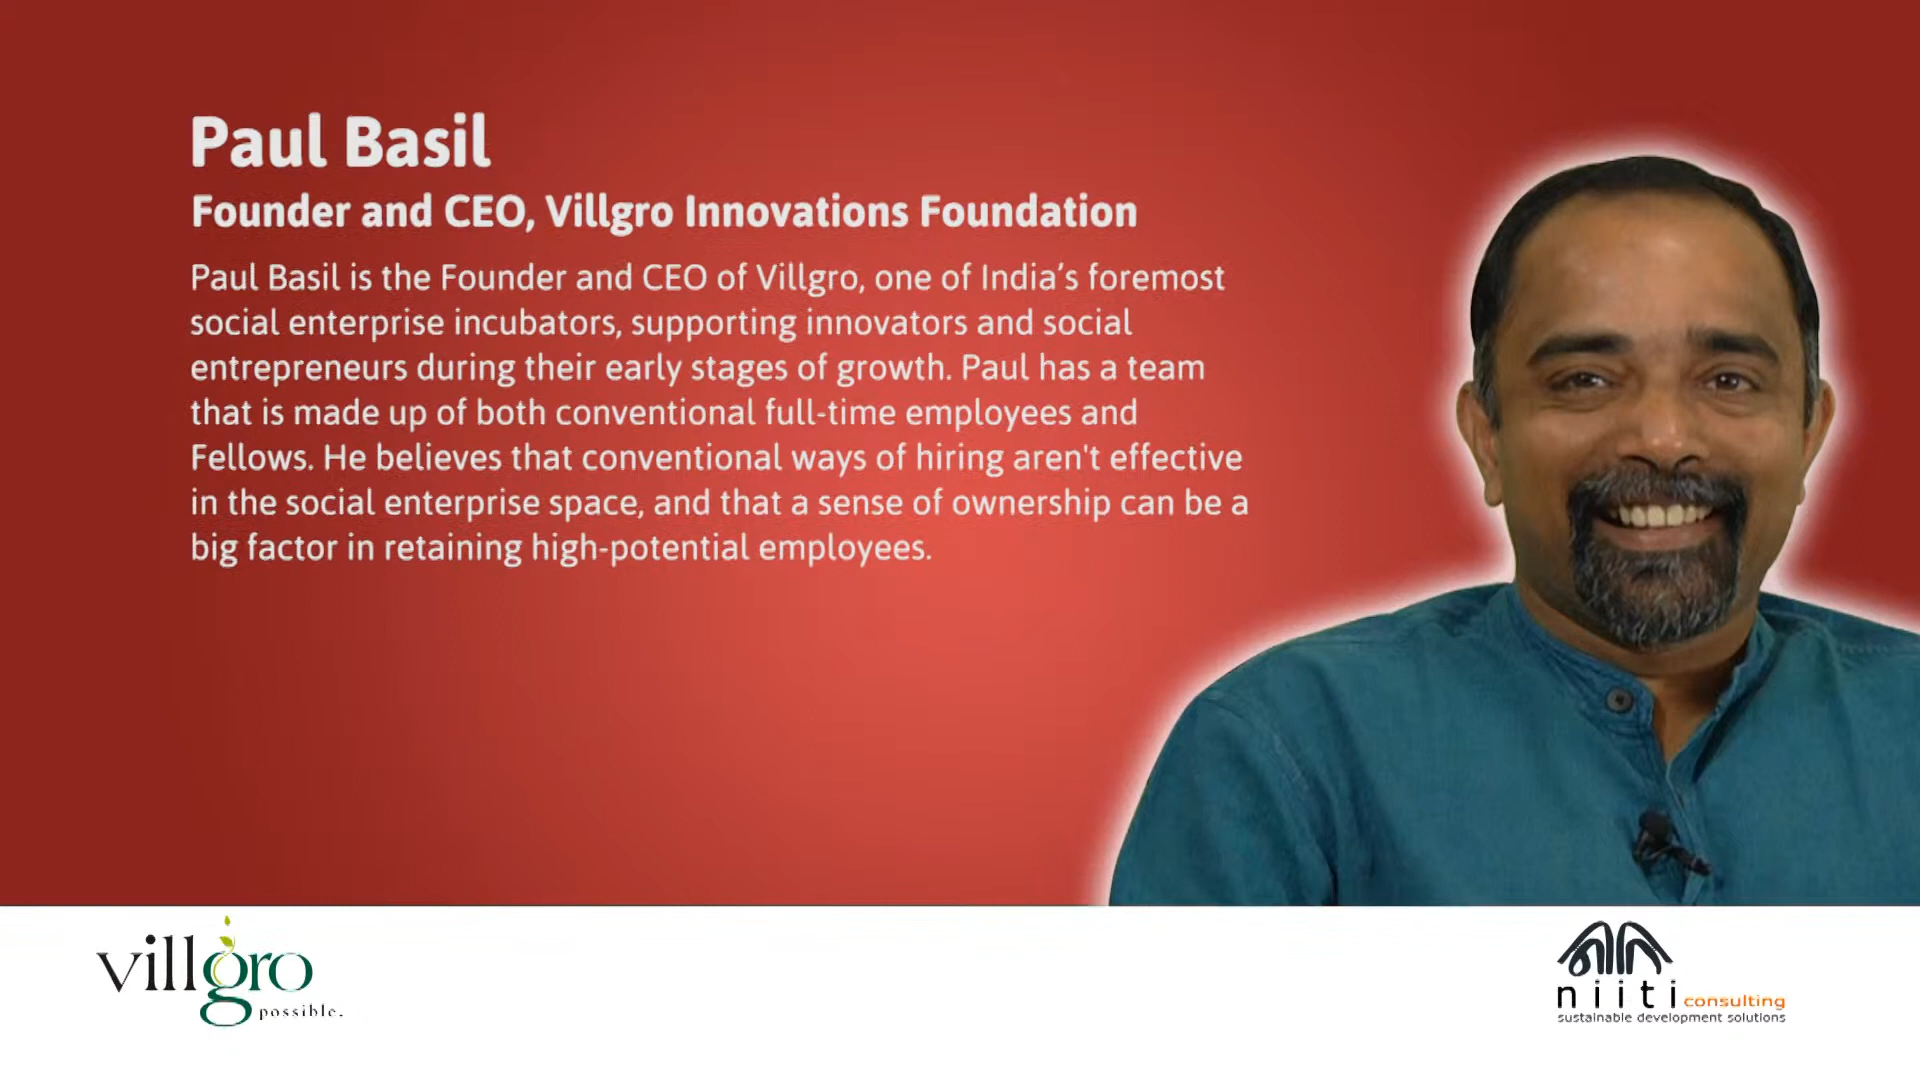 Paul Basil
Founder and CEO, Villgro Innovations Foundation
Paul Basil is the Founder and CEO of Villgro, one of India’s foremost
social enterprise incubators, supporting innovators and social
entrepreneurs during their early stages of growth. Paul has a team
that is made up of both conventional full-time employees and
Fellows. He believes that conventional ways of hiring aren't effective
in the social enterprise space, and that a sense of ownership can be a
big factor in retaining high-potential employees.
villgro
possible.
niiti consulting
sustainable development solutions